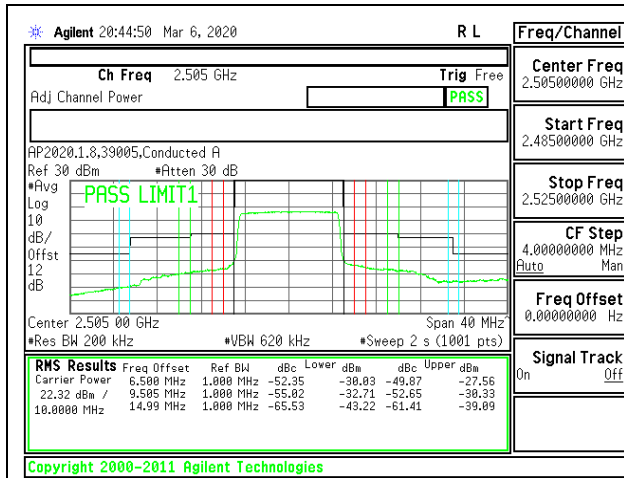 Agilent 20:44:50 Mar 6, 2020 R L
Freq/Channel
Ch Freq 2.505 GHz Trig Free
Adj Channel Power PASS
Center Freq
2.50500000 GHz
Start Freq
2.48500000 GHz
Stop Freq
2.52500000 GHz
CF Step
4.00000000 MHz
Auto Man
Freq Offset
0.00000000 Hz
Signal Track
On Off
AP2020.1.8,39005,Conducted A
Ref 30 dBm #Atten 30 dB
#Avg
Log
10
dB/
Offst
12
dB
PASS LIMIT1
Center 2.505 00 GHz Span 40 MHz
#Res BW 200 kHz #VBW 620 kHz #Sweep 2 s (1001 pts)
RMS Results Freq Offset Ref BW dBc Lower dBm dBc Upper dBm
Carrier Power 6.500 MHz 1.000 MHz -52.35 -30.03 -49.87 -27.56
22.32 dBm / 9.505 MHz 1.000 MHz -55.02 -32.71 -52.65 -30.33
10.0000 MHz 14.99 MHz 1.000 MHz -65.53 -43.22 -61.41 -39.09
Copyright 2000-2011 Agilent Technologies